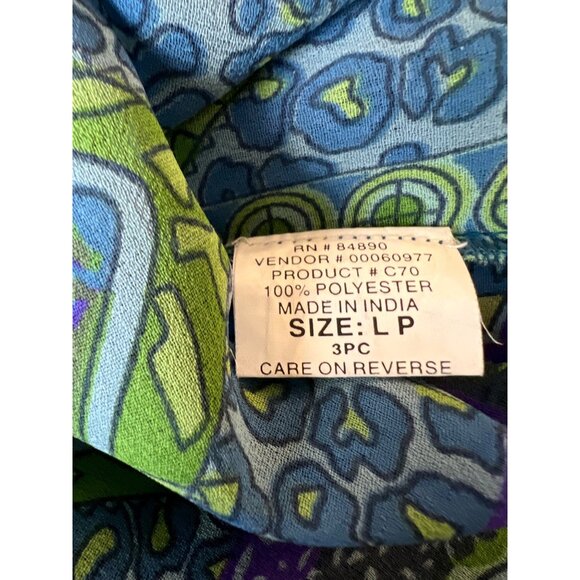 RN # 84890
VENDOR # 00060977
PRODUCT # C70
100% POLYESTER
MADE IN INDIA
SIZE: L P
3PC
CARE ON REVERSE